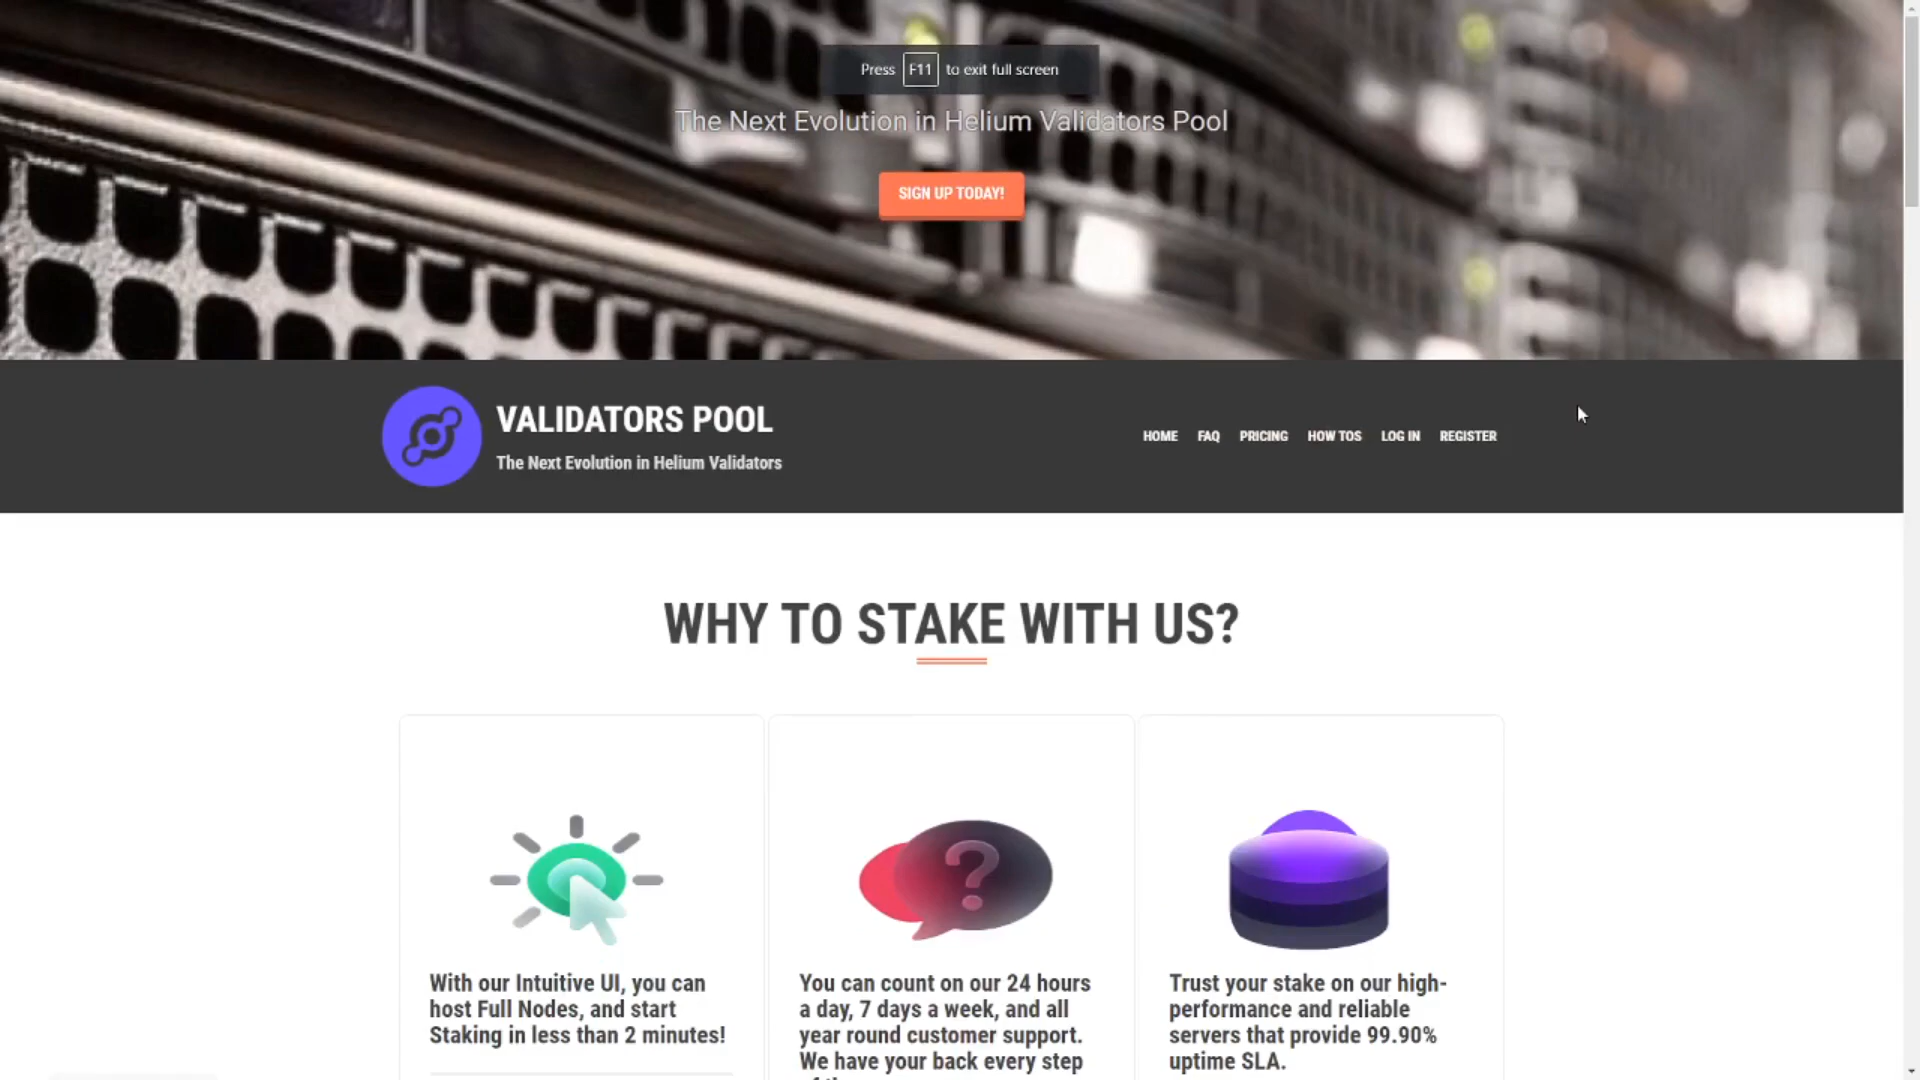 Press F11 to exit full screen
The Next Evolution in Helium Validators Pool
SIGN UP TODAY!
VALIDATORS POOL
The Next Evolution in Helium Validators
HOME FAQ PRICING HOW TOS LOG IN REGISTER
WHY TO STAKE WITH US?
With our Intuitive UI, you can
host Full Nodes, and start
Staking in less than 2 minutes!
You can count on our 24 hours
a day, 7 days a week, and all
year round customer support.
We have your back every step
Trust your stake on our high-
performance and reliable
servers that provide 99.90%
uptime SLA.